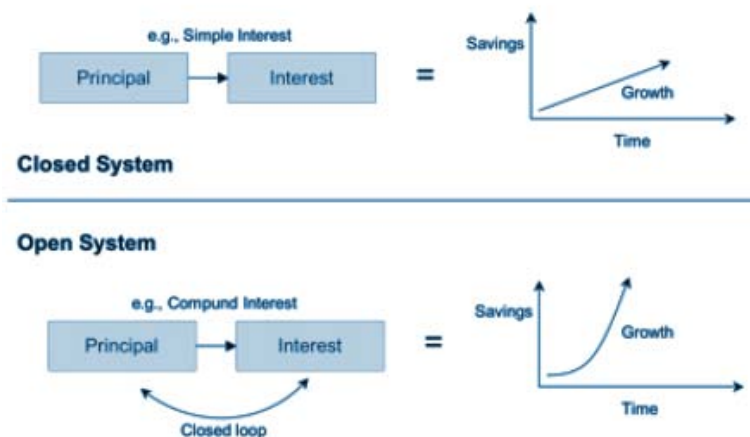 e.g., Simple Interest
Principal
Interest
=
Savings
Growth
Time
Closed System
Open System
e.g., Compund Interest
Principal
Interest
=
Savings
Growth
Time
Closed loop